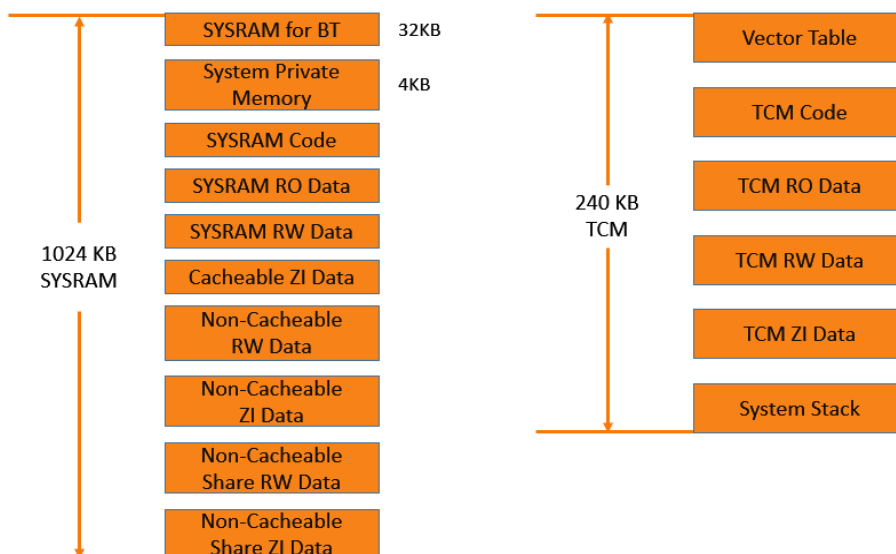 SYSRAM for BT
32KB
System Private
Memory
4KB
SYSRAM Code
SYSRAM RO Data
SYSRAM RW Data
1024 KB
SYSRAM
Cacheable ZI Data
Non-Cacheable
RW Data
Non-Cacheable
ZI Data
Non-Cacheable
Share RW Data
Non-Cacheable
Share ZI Data
Vector Table
TCM Code
TCM RO Data
240 KB
TCM
TCM RW Data
TCM ZI Data
System Stack